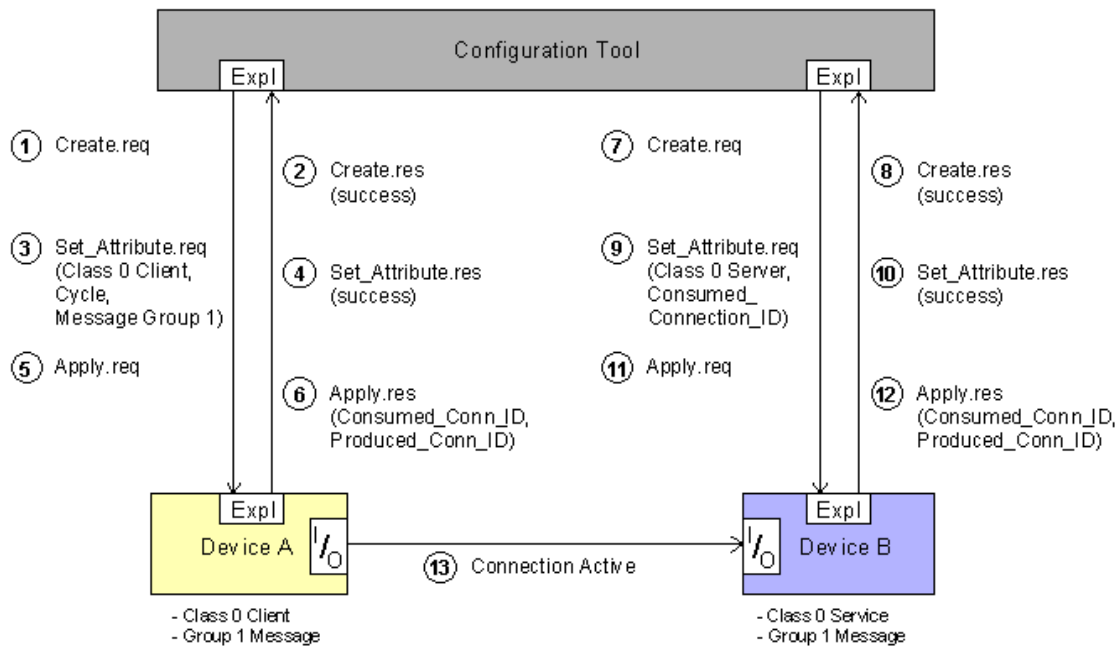 Configuration Tool
Expl
Expl
1 Create.req
2 Create.res
(success)
3 Set_Attribute.req
(Class 0 Client,
Cycle,
Message Group 1)
4 Set_Attribute.res
(success)
5 Apply.req
6 Apply.res
(Consumed_Conn_ID,
Produced_Conn_ID)
7 Create.req
8 Create.res
(success)
9 Set_Attribute.req
(Class 0 Server,
Consumed_
Connection_ID)
10 Set_Attribute.res
(success)
11 Apply.req
12 Apply.res
(Consumed_Conn_ID,
Produced_Conn_ID)
Expl
Device A
I/O
13 Connection Active
Expl
I/O
Device B
- Class 0 Client
- Group 1 Message
- Class 0 Service
- Group 1 Message